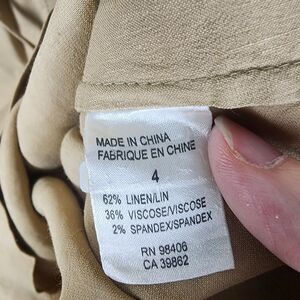 MADE IN CHINA
FABRIQUE EN CHINE
4
62% LINEN/LIN
36% VISCOSE/VISCOSE
2% SPANDEX/SPANDEX
RN 98406
CA 39862